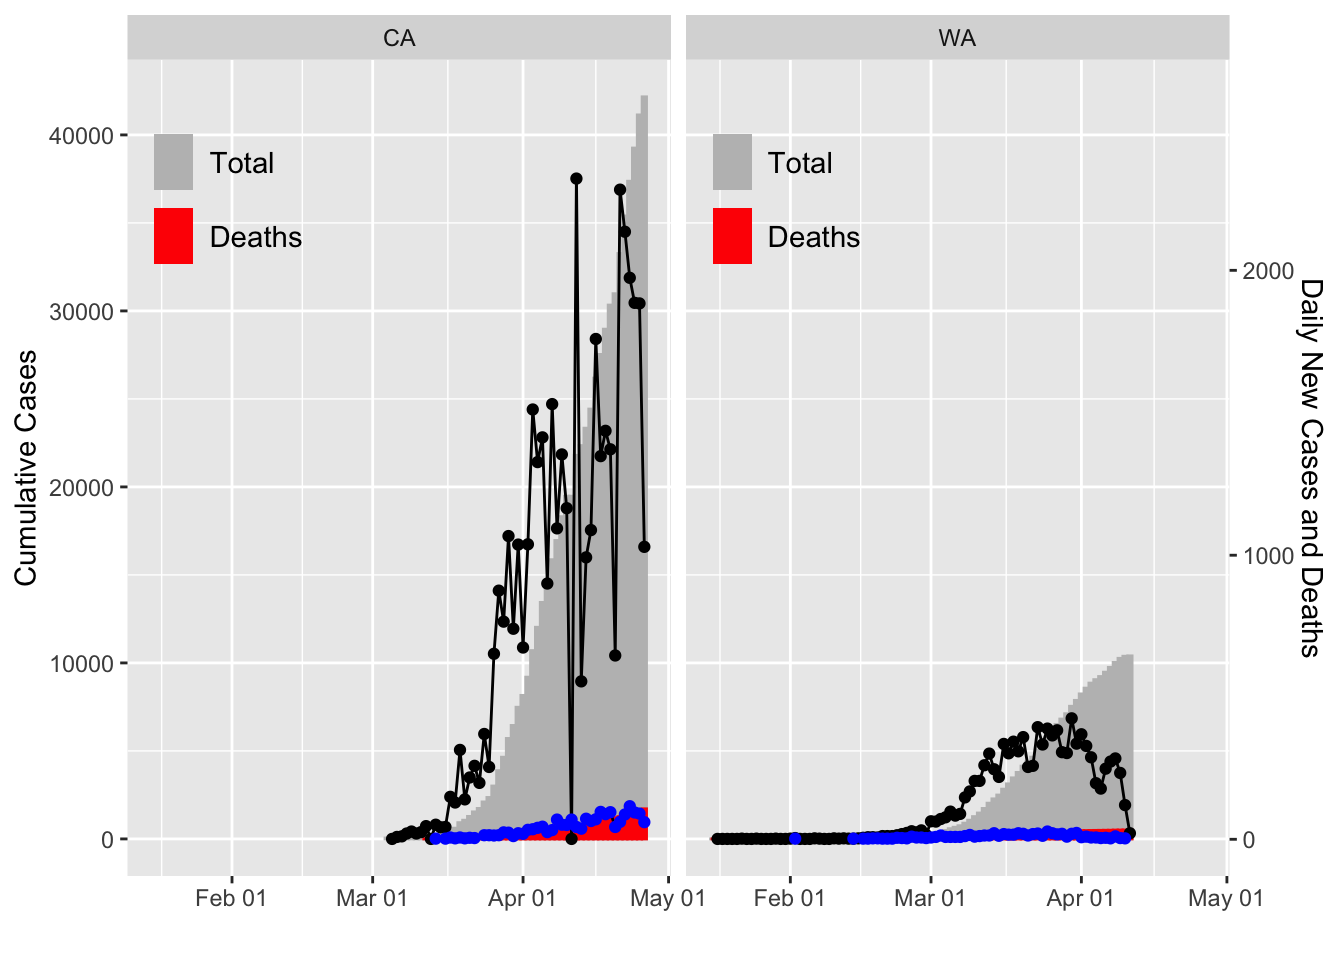 CA
WA
Total
Deaths
Total
Deaths
Cumulative Cases
40000
30000
20000
10000
0
2000
1000
0
Daily New Cases and Deaths
Feb 01
Mar 01
Apr 01
May 01
Feb 01
Mar 01
Apr 01
May 01